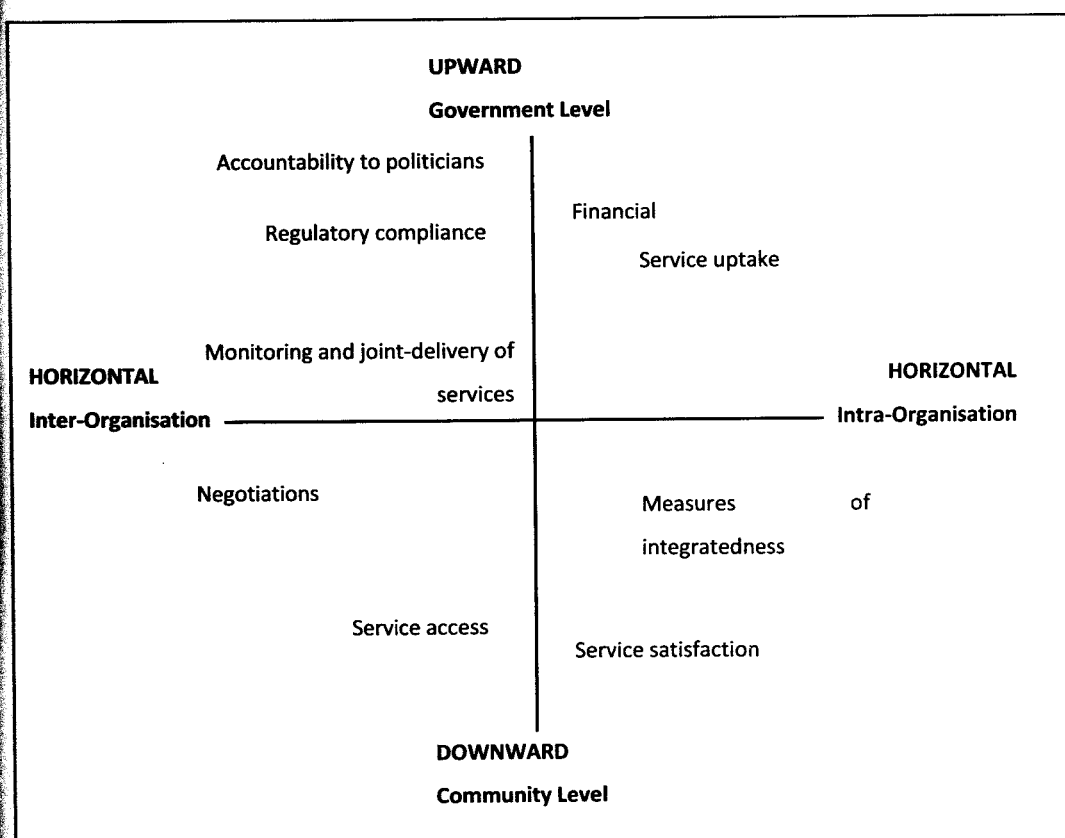 UPWARD
Government Level
Accountability to politicians
Financial
Regulatory compliance
Service uptake
Monitoring and joint-delivery of
services
HORIZONTAL
Inter-Organisation
HORIZONTAL
Intra-Organisation
Negotiations
Measures of
integratedness
Service access
Service satisfaction
DOWNWARD
Community Level